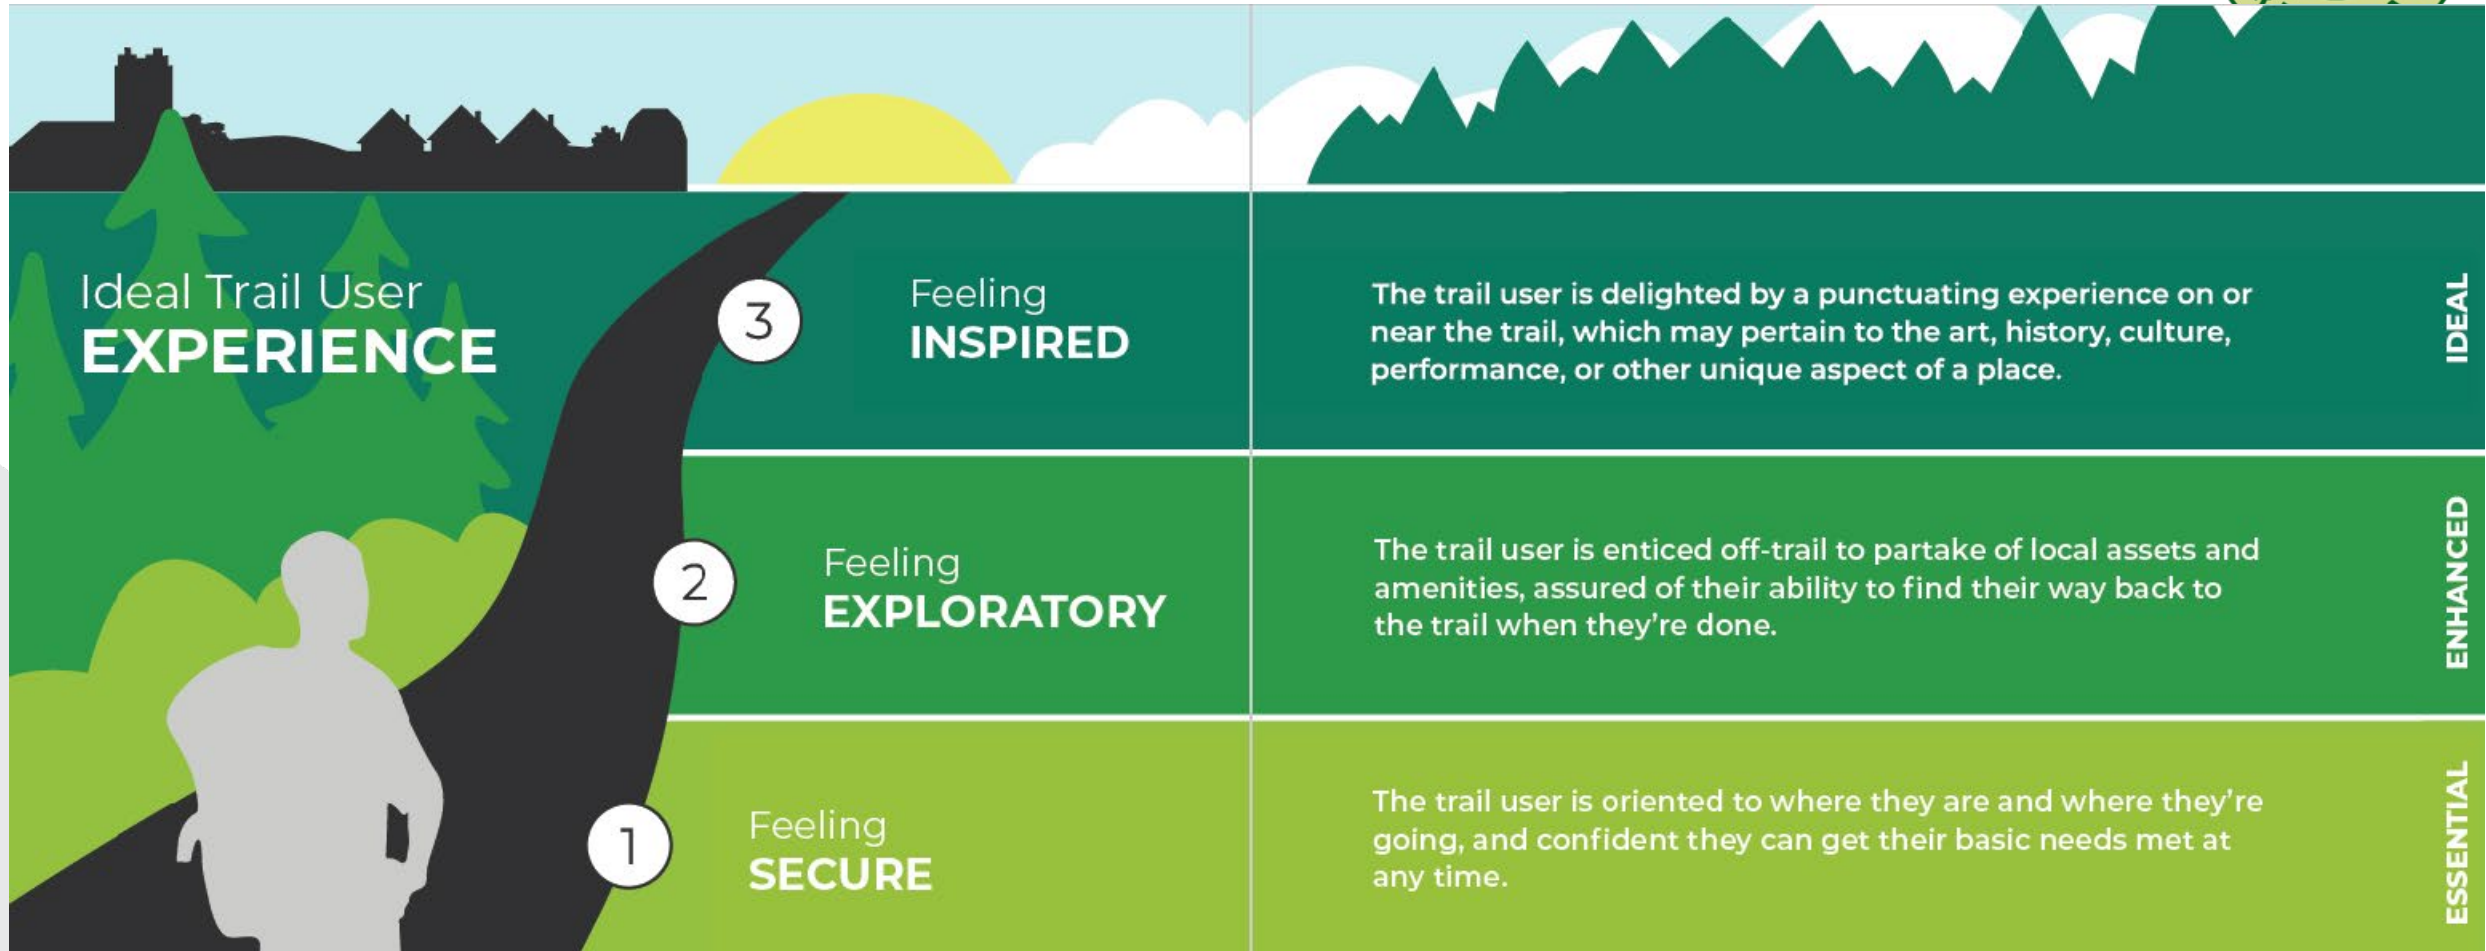 Ideal Trail User
EXPERIENCE
3
Feeling
INSPIRED
The trail user is delighted by a punctuating experience on or
near the trail, which may pertain to the art, history, culture,
performance, or other unique aspect of a place.
IDEAL
2
Feeling
EXPLORATORY
The trail user is enticed off-trail to partake of local assets and
amenities, assured of their ability to find their way back to
the trail when they're done.
ENHANCED
1
Feeling
SECURE
The trail user is oriented to where they are and where they're
going, and confident they can get their basic needs met at
any time.
ESSENTIAL